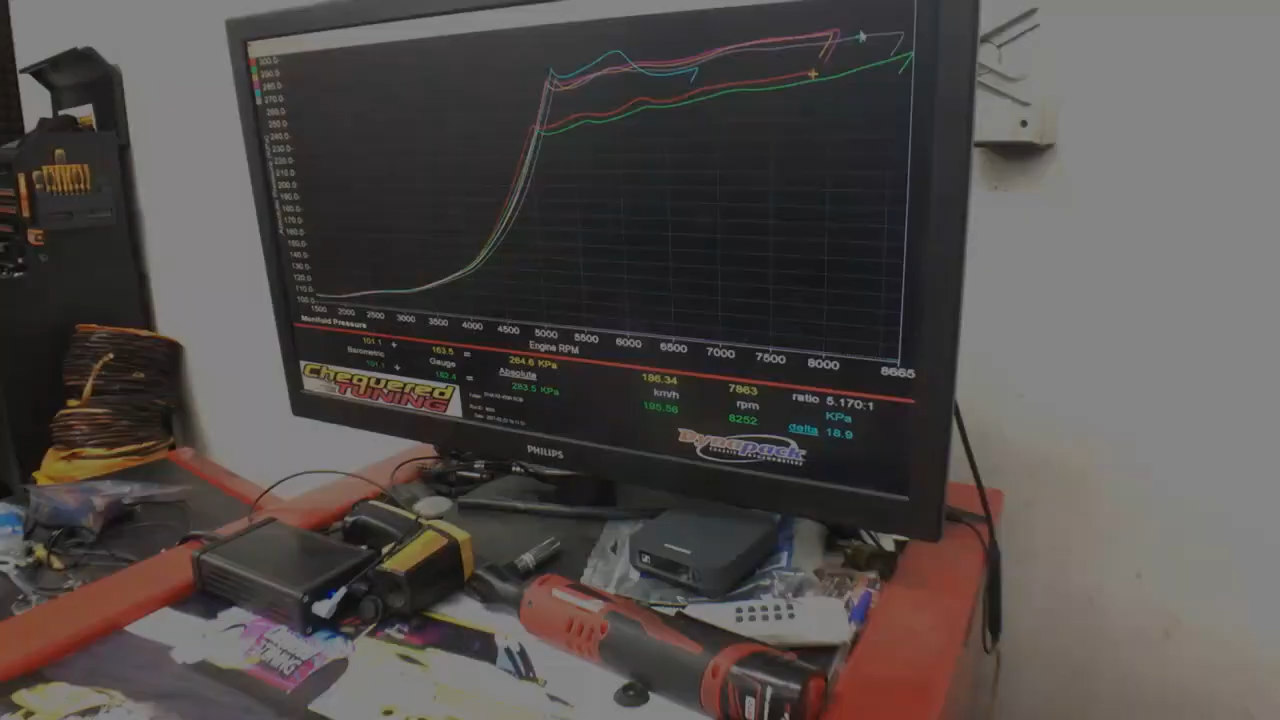 300.0-
290.0-
280.0-
270.0-
260.0-
250.0-
240.0-
230.0-
220.0-
210.0-
200.0-
190.0-
180.0-
170.0-
160.0-
150.0-
140.0-
130.0-
120.0-
110.0-
100.0-
1500 2000 2500 3000 3500 4000 4500 5000 5500 6000 6500 7000 7500 8000 8665
Manifold Pressure
Engine RPM
101.1 + 163.5 = 264.6 KPa 186.34 7863 ratio 5.170:1
Barometric Gauge Absolute km/h rpm KPa
101.1 + 182.4 = 283.5 KPa 195.56 8252 delta 18.9
Chequered
TUNING
Dynapack
PHILIPS